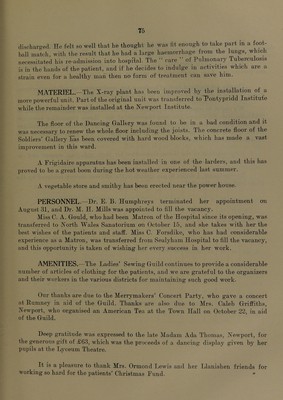 75
discharged. He felt so well that he thought he was fit enough to take part in a foot-
ball match, with the result that he had a large haemorrhage from the lungs, which
necessitated his re-admission into hospital. The " cure " of Pulmonary Tuberculosis
is in the hands of the patient, and if he decides to indulge in activities which are a
strain even for a healthy man then no form of treatment can save him.
MATERIEL.—The X-ray plant has been improved by the installation of a
more powerful unit. Part of the original unit was transferred to Pontypridd Institute
while the remainder was installed at the Newport Institute.
The floor of the Dancing Gallery was found to be in a bad condition and it
was necessary to renew the whole floor including the joists. The concrete floor of the
Soldiers' Gallery has been covered with hard wood blocks, which has made a vast
improvement in this ward.
A Frigidaire apparatus has been installed in one of the larders, and this has
proved to be a great boon during the hot weather experienced last summer.
A vegetable store and smithy has been erected near the power house.
PERSONNEL.—Dr. E. B. Humphreys terminated her appointment on
August 31, and Dr. M. H. Mills was appointed to fill the vacancy.
Miss C. A. Gould, who had been Matron of the Hospital since its opening, was
transferred to North Wales Sanatorium on October 15, and she takes with her the
best wishes of the patients and staff. Miss C. Forsdike, who has had considerable
experience as a Matron, was transferred from Sealyham Hospital to fill the vacancy,
and this opportunity is taken of wishing her every success in her work.
AMENITIES.—The Ladies' Sewing Guild continues to provide a considerable
number of articles of clothing for the patients, and we are grateful to the organizers
and their workers in the various districts for maintaining such good work.
Our thanks are due to the Merrymakers' Concert Party, who gave a concert
at Rumney in aid of the Guild. Thanks are also due to Mrs. Caleb Griffiths,
Newport, who organised an American Tea at the Town Hall on October 22, in aid
of the Guild.
Deep gratitude was expressed to the late Madam Ada Thomas, Newport, for
the generous gift of £63, which was the proceeds of a dancing display given by her
pupils at the Lyceum Theatre.
It is a pleasure to thank Mrs. Ormond Lewis and her Llanishen friends for
working so hard for the patients' Christmas Fund.